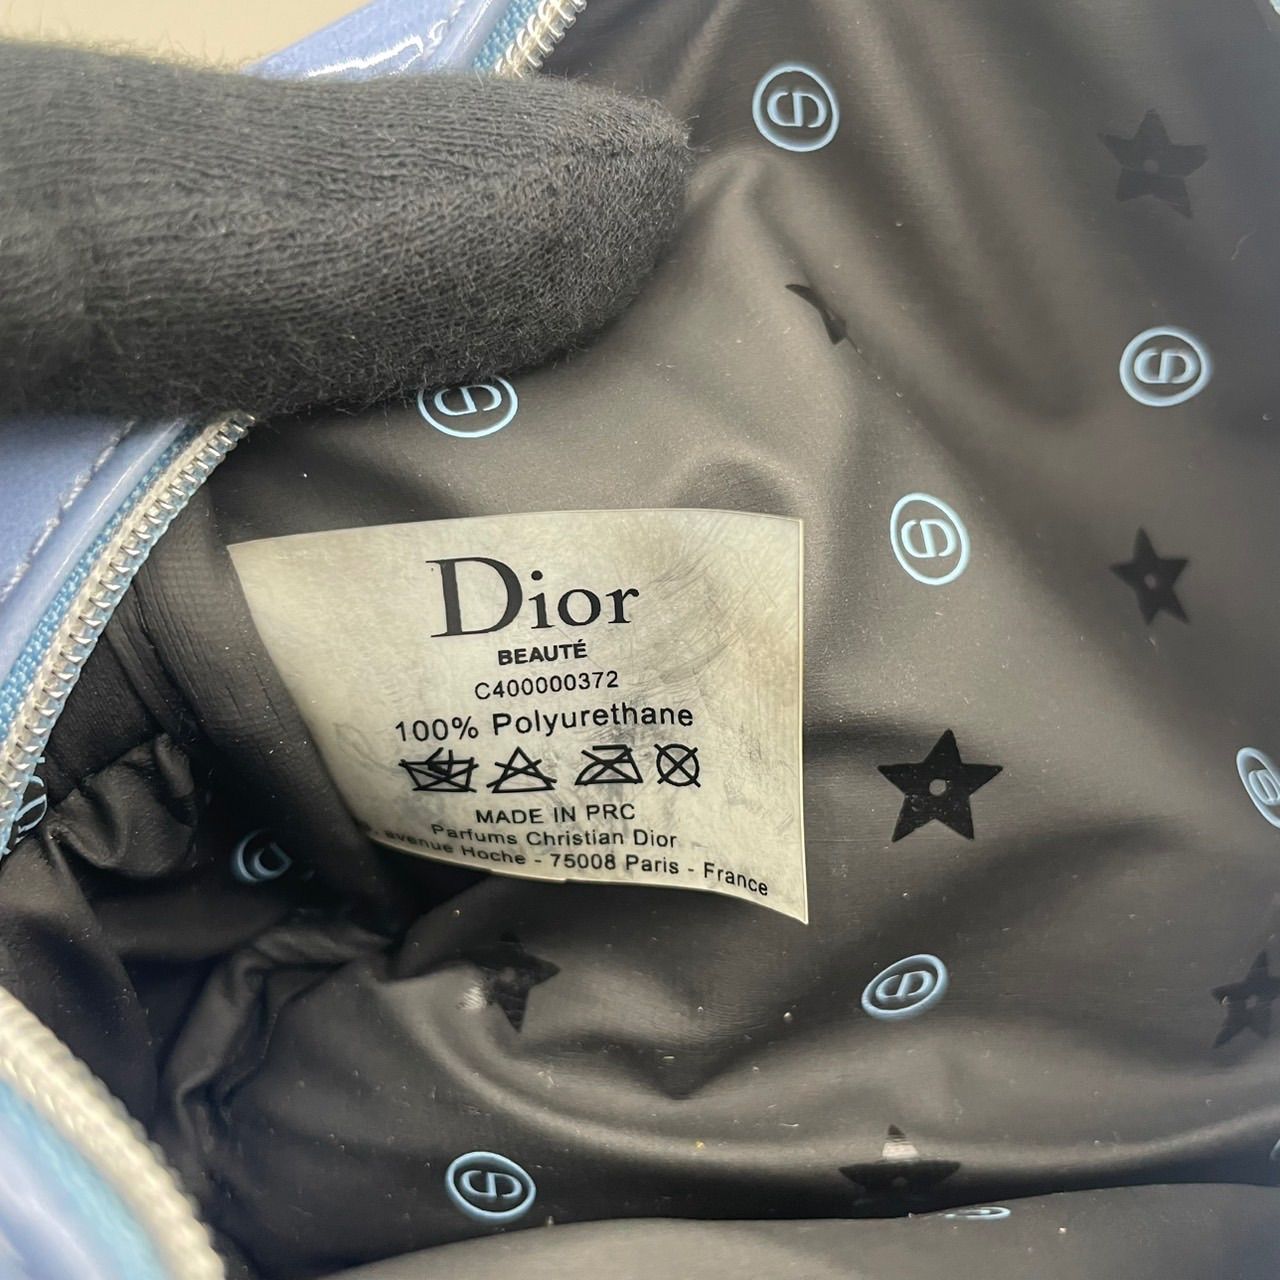 Dior
BEAUTÉ
C400000372
100% Polyurethane
MADE IN PRC
Parfums Christian Dior
avenue Hoche - 75008 Paris - France